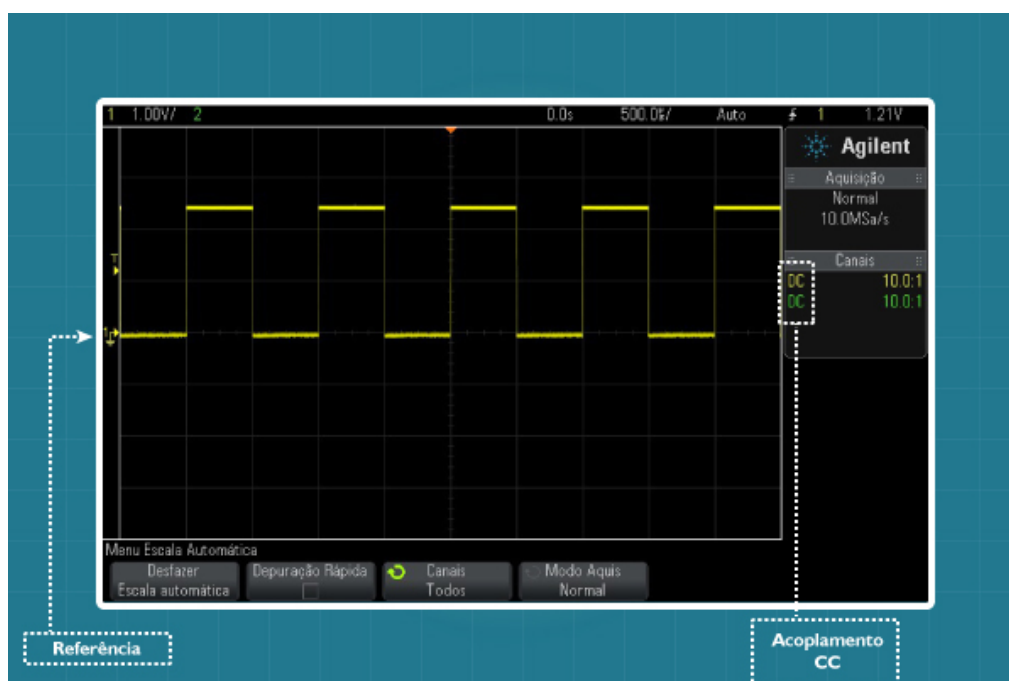 1 1.00V/ 2 0.0s 500.0␣/ Auto 1 1.21V
Agilent
Aquisição
Normal
10.0MSa/s
Canais
DC 10.0:1
DC 10.0:1
T
1
Menu Escala Automática
Desfazer
Escala automática
Depuração Rápida
Canais
Todos
Modo Aquis
Normal
Referência
Acoplamento
CC